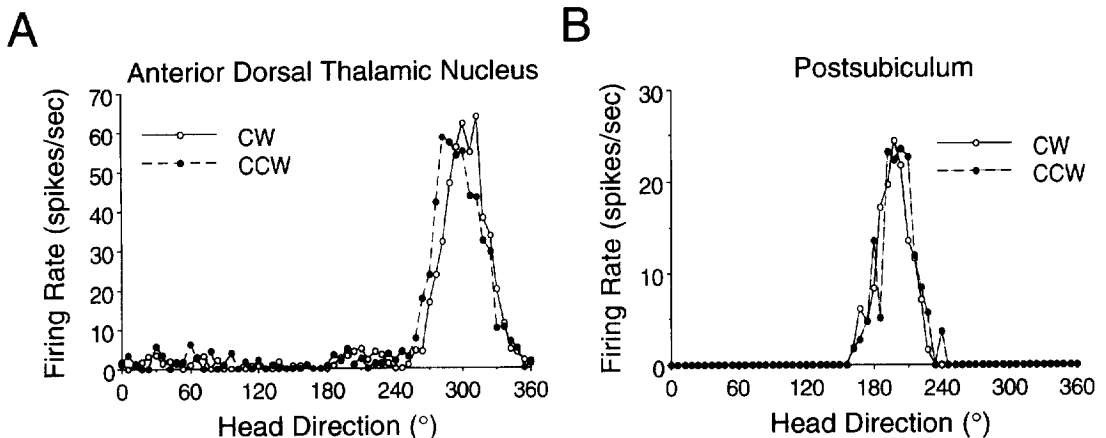 A
Anterior Dorsal Thalamic Nucleus
Firing Rate (spikes/sec)
70
60
50
40
30
20
10
0
CW
CCW
0 60 120 180 240 300 360
Head Direction (°)
B
Postsubiculum
Firing Rate (spikes/sec)
30
20
10
0
CW
CCW
0 60 120 180 240 300 360
Head Direction (°)